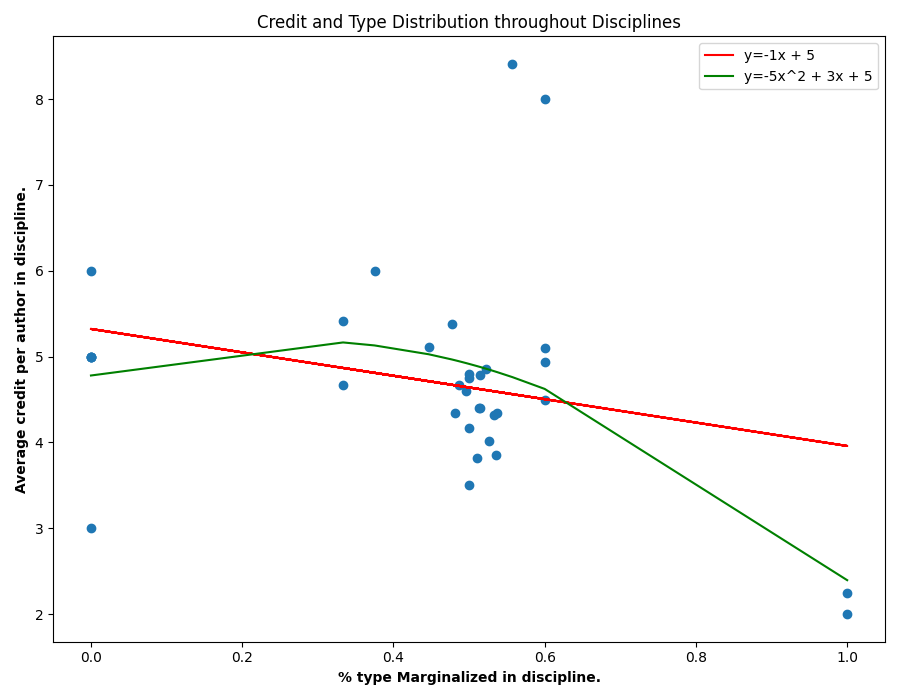 Credit and Type Distribution throughout Disciplines
y=-1x + 5
y=-5x^2 + 3x + 5
Average credit per author in discipline.
8
7
6
5
4
3
2
0.0 0.2 0.4 0.6 0.8 1.0
% type Marginalized in discipline.